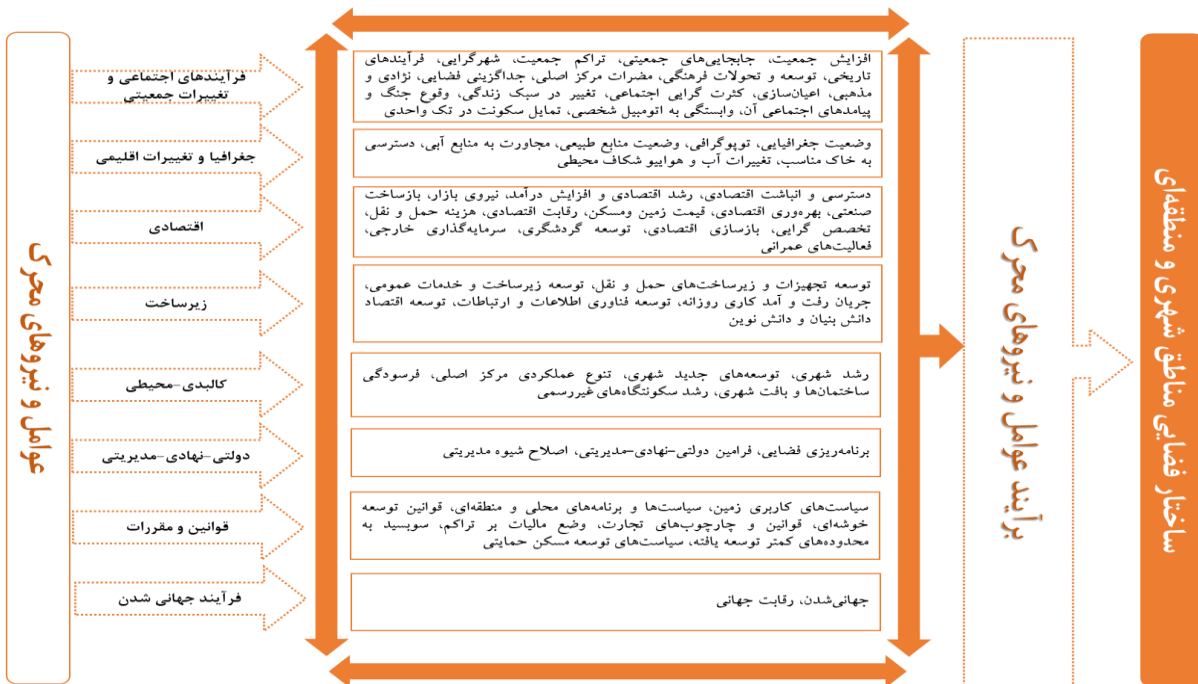 عوامل و نیروهای محرک
فرآیندهای اجتماعی و
تغییرات جمعیتی
افزایش جمعیت، جابجایی‌های جمعیتی، تراکم جمعیت، شهرگرایی، فرآیندهای
تاریخی، توسعه و تحولات فرهنگی، مضرات مرکز اصلی، جداگزینی فضایی، نژادی و
مذهبی، اعیان‌سازی، کثرت گرایی اجتماعی، تغییر در سبک زندگی، وقوع جنگ و
پیامدهای اجتماعی آن، وابستگی به اتومبیل شخصی، تمایل سکونت در تک واحدی
جغرافیا و تغییرات اقلیمی
وضعیت جغرافیایی، توپوگرافی، وضعیت منابع طبیعی، مجاورت به منابع آبی، دسترسی
به خاک مناسب، تغییرات آب و هواییو شکاف محیطی
اقتصادی
دسترسی و انباشت اقتصادی، رشد اقتصادی و افزایش درآمد، نیروی بازار، بازساخت
صنعتی، بهره‌وری اقتصادی، قیمت زمین ومسکن، رقابت اقتصادی، هزینه حمل و نقل،
تخصص گرایی، بازسازی اقتصادی، توسعه گردشگری، سرمایه‌گذاری خارجی،
فعالیت‌های عمرانی
زیرساخت
توسعه تجهیزات و زیرساخت‌های حمل و نقل، توسعه زیرساخت و خدمات عمومی،
جریان رفت و آمد کاری روزانه، توسعه فناوری اطلاعات و ارتباطات، توسعه اقتصاد
دانش بنیان و دانش نوین
کالبدی-محیطی
رشد شهری، توسعه‌های جدید شهری، تنوع عملکردی مرکز اصلی، فرسودگی
ساختمان‌ها و بافت شهری، رشد سکونتگاه‌های غیررسمی
دولتی-نهادی-مدیریتی
برنامه‌ریزی فضایی، فرامین دولتی-نهادی-مدیریتی، اصلاح شیوه مدیریتی
قوانین و مقررات
سیاست‌های کاربری زمین، سیاست‌ها و برنامه‌های محلی و منطقه‌ای، قوانین توسعه
خوشه‌ای، قوانین و چارچوب‌های تجارت، وضع مالیات بر تراکم، سوبسید به
محدوده‌های کمتر توسعه یافته، سیاست‌های توسعه مسکن حمایتی
فرآیند جهانی شدن
جهانی‌شدن، رقابت جهانی
برآیند عوامل و نیروهای محرک
ساختار فضایی مناطق شهری و منطقه‌ای